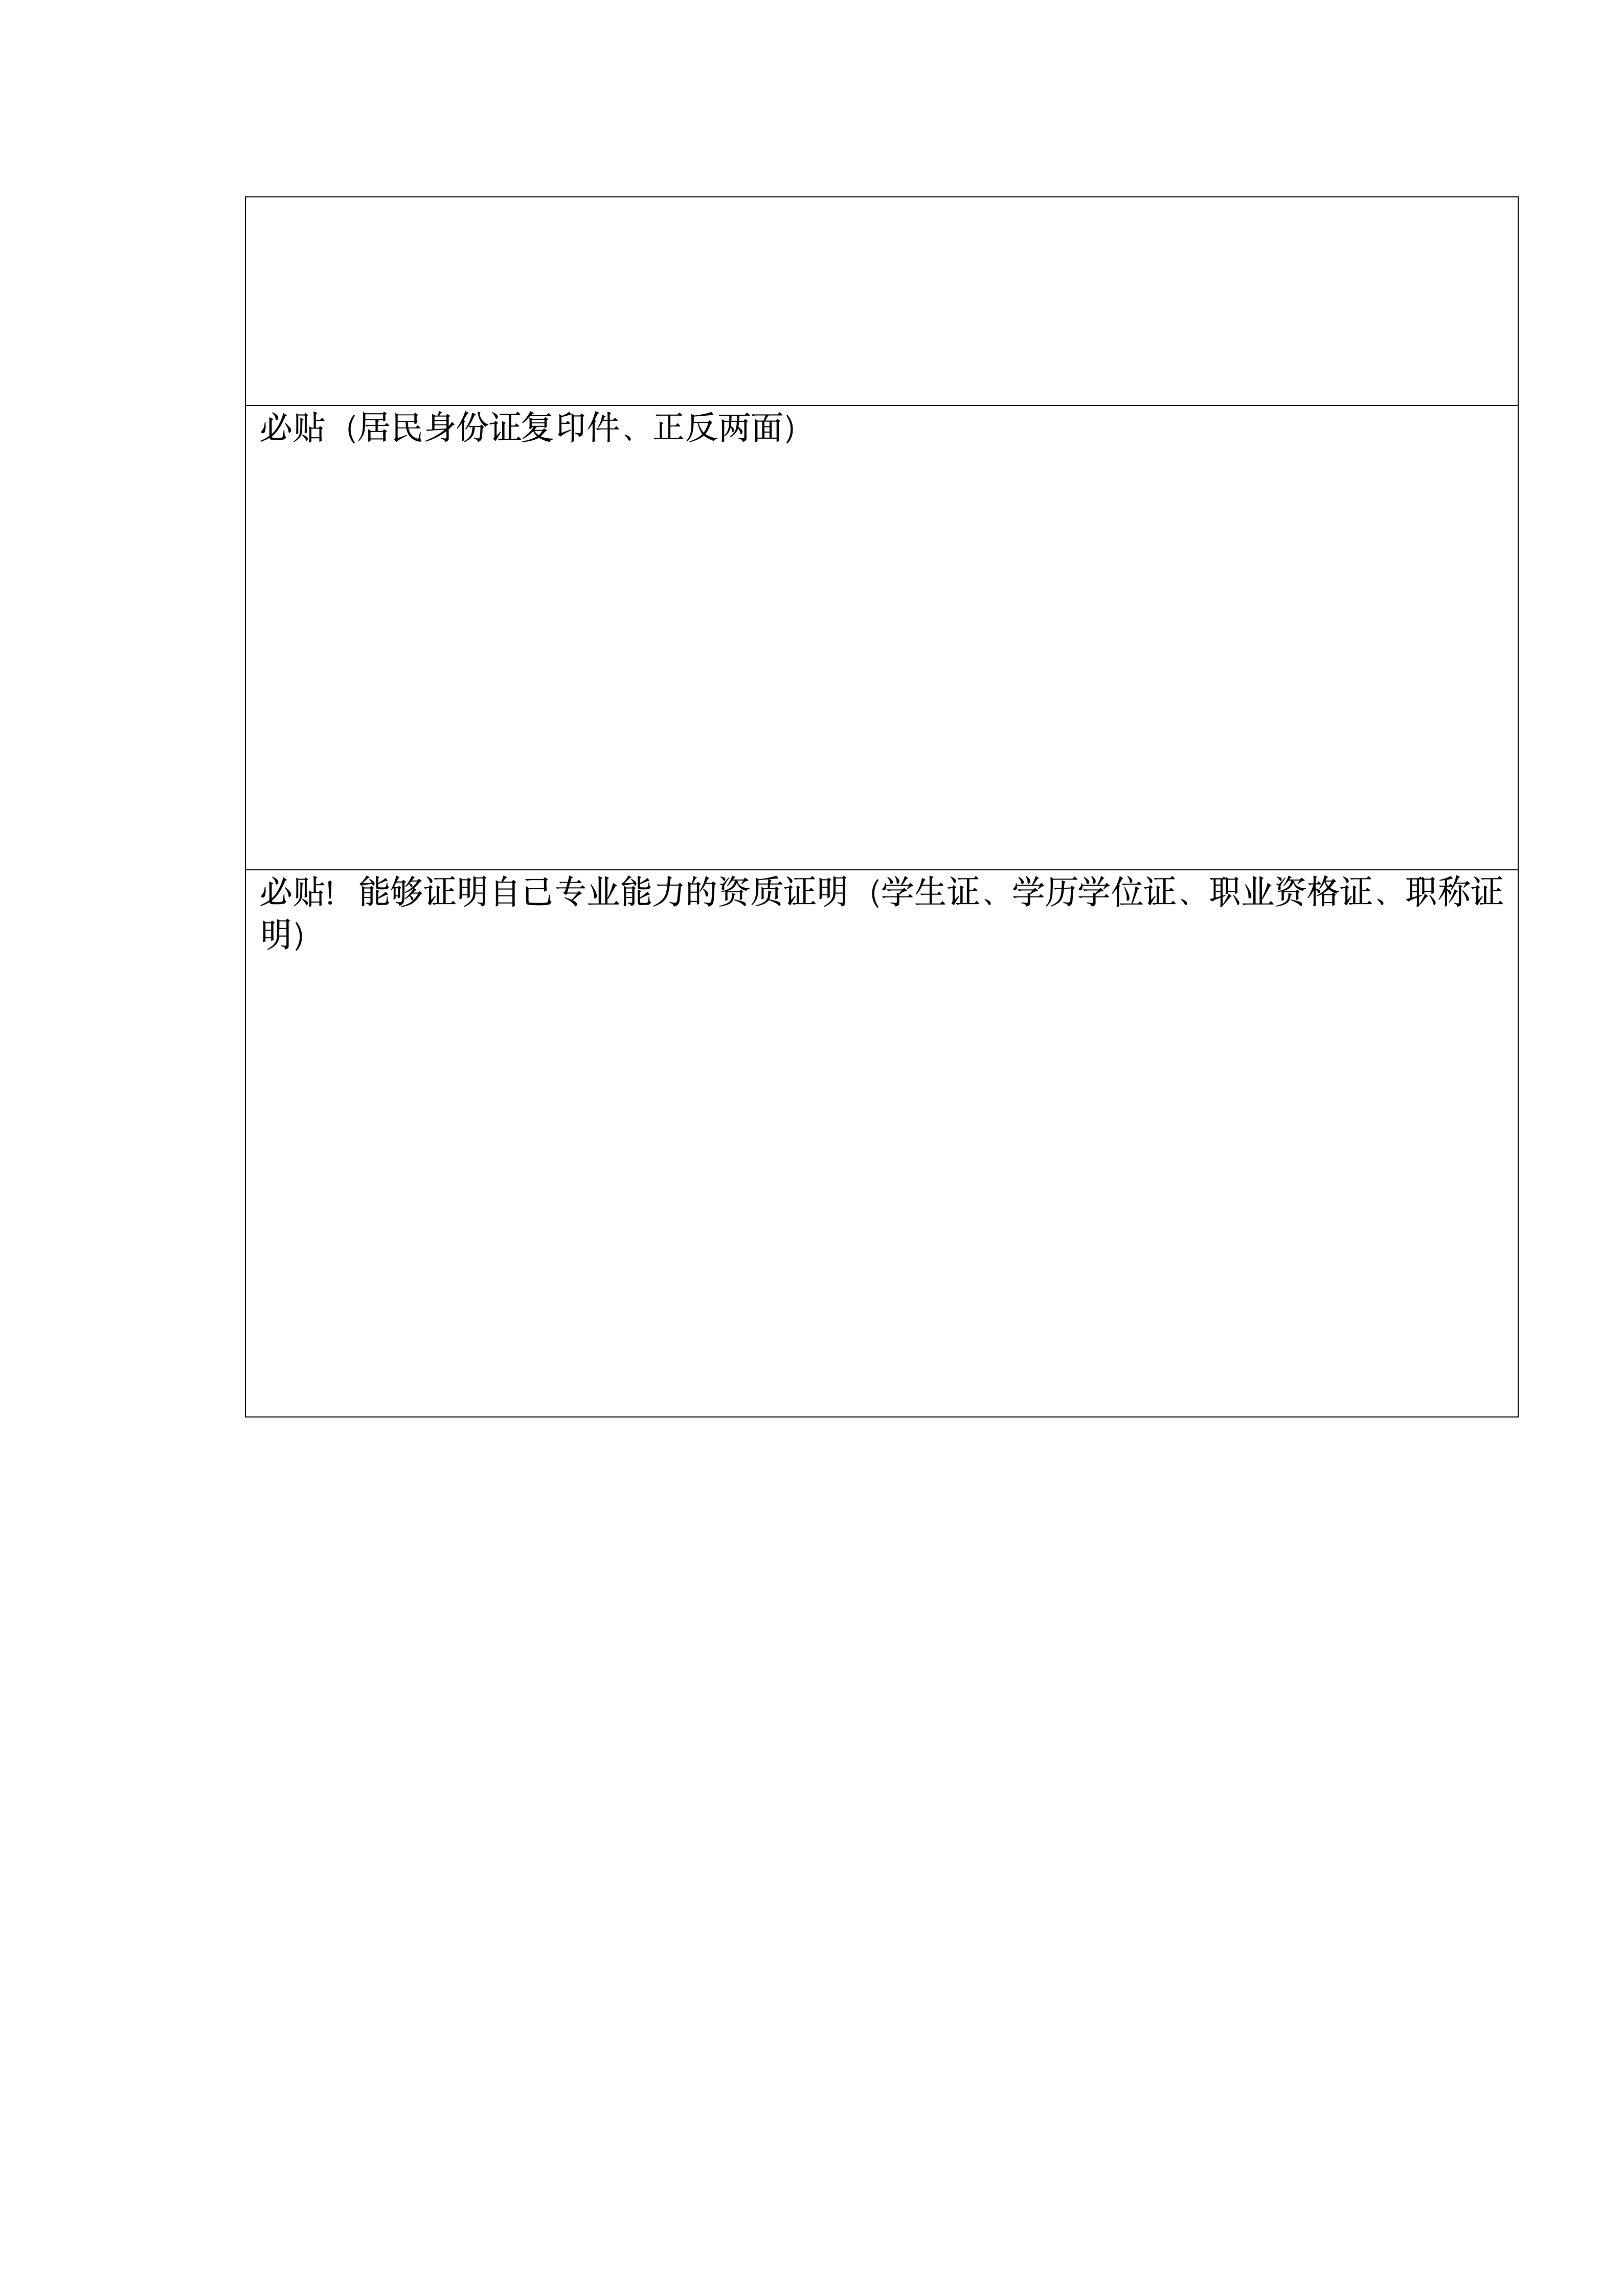 必贴（居民身份证复印件、正反两面）
必贴！能够证明自己专业能力的资质证明（学生证、学历学位证、职业资格证、职称证
明）